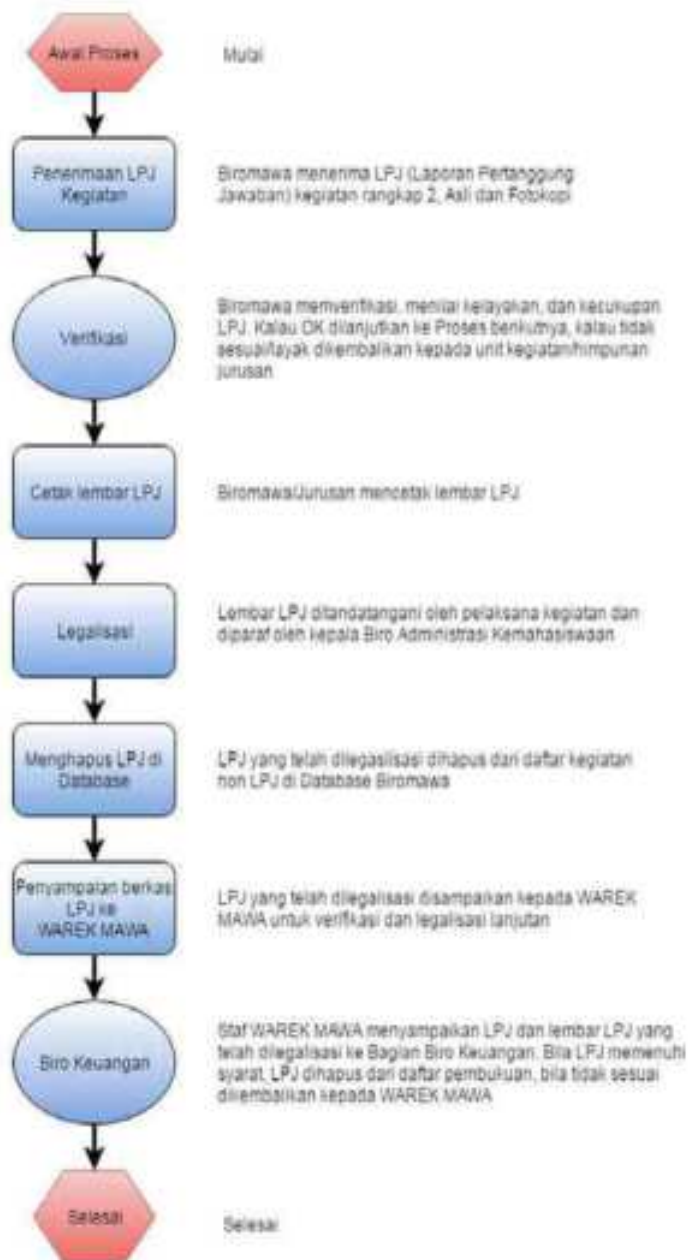 Awal Proses
Mulai
Penerimaan LPJ
Kegiatan
Biromawa menerima LPJ (Laporan Pertanggung
Jawaban) kegiatan rangkap 2, Asli dan Fotokopi
Verifikasi
Biromawa memverifikasi, menilai kelayakan, dan kecukupan
LPJ. Kalau OK dilanjutkan ke Proses berikutnya, kalau tidak
sesuai/layak dikembalikan kepada unit kegiatan/himpunan
jurusan
Cetak lembar LPJ
Biromawa/Jurusan mencetak lembar LPJ
Legalisasi
Lembar LPJ ditandatangani oleh pelaksana kegiatan dan
diparaf oleh kepala Biro Administrasi Kemahasiswaan
Menghapus LPJ di
Database
LPJ yang telah dilegaslisasi dihapus dari daftar kegiatan
non LPJ di Database Biromawa
Penyampaian berkas
LPJ ke
WAREK MAWA
LPJ yang telah dilegalisasi disampaikan kepada WAREK
MAWA untuk verifikasi dan legalisasi lanjutan
Biro Keuangan
Staf WAREK MAWA menyampaikan LPJ dan lembar LPJ yang
telah dilegalisasi ke Bagian Biro Keuangan. Bila LPJ memenuhi
syarat, LPJ dihapus dari daftar pembukuan, bila tidak sesuai
dikembalikan kepada WAREK MAWA
Selesai
Selesai